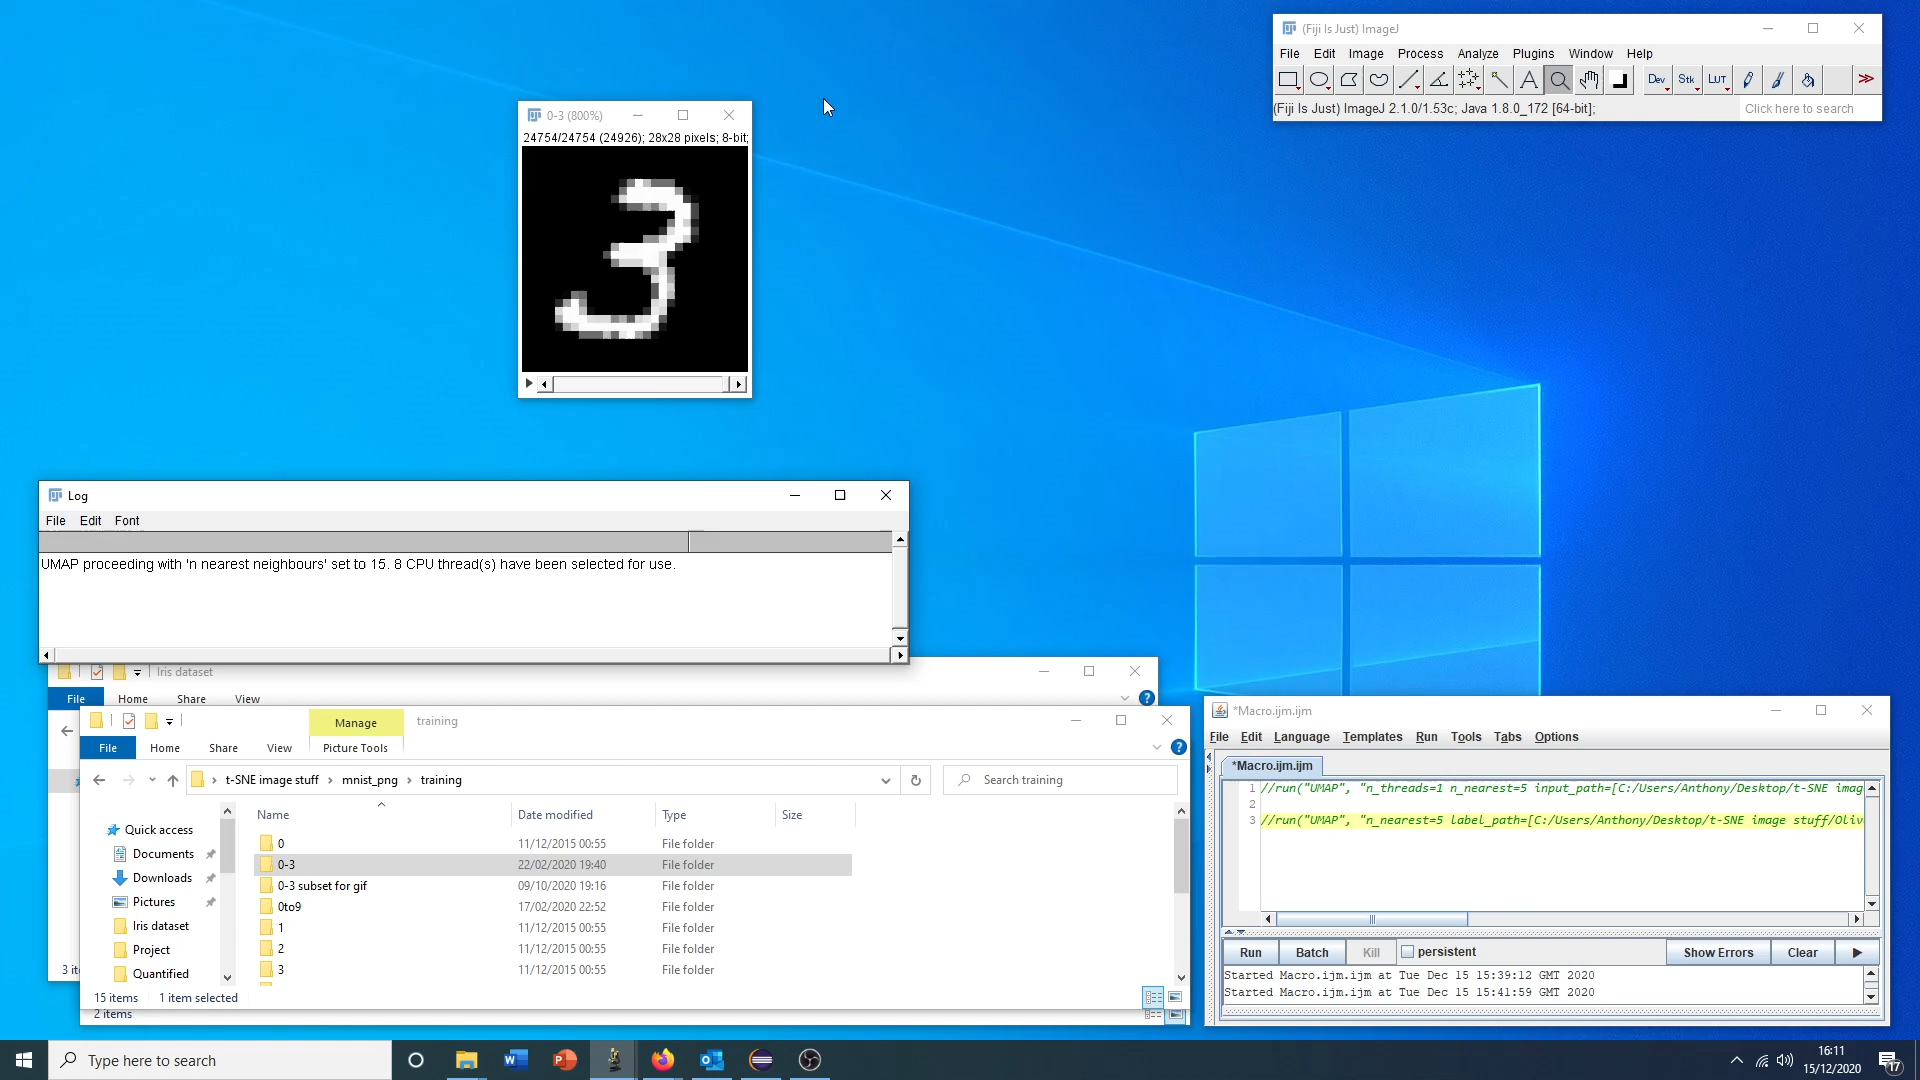 (Fiji Is Just) ImageJ
File Edit Image Process Analyze Plugins Window Help
Dev Stk LUT
(Fiji Is Just) ImageJ 2.1.0/1.53c; Java 1.8.0_172 [64-bit];
Click here to search
0-3 (800%)
24754/24754 (24926); 28x28 pixels; 8-bit;
3
Log
File Edit Font
UMAP proceeding with 'n nearest neighbours' set to 15. 8 CPU thread(s) have been selected for use.
Iris dataset
File Home Share View
Manage
training
File Home Share View Picture Tools
t-SNE image stuff mnist_png training
Search training
Name Date modified Type Size
Quick access
Documents
Downloads
Pictures
Iris dataset
Project
Quantified
0 11/12/2015 00:55 File folder
0-3 22/02/2020 19:40 File folder
0-3 subset for gif 09/10/2020 19:16 File folder
0to9 17/02/2020 22:52 File folder
1 11/12/2015 00:55 File folder
2 11/12/2015 00:55 File folder
3 11/12/2015 00:55 File folder
15 items 1 item selected
2 items
*Macro.ijm.ijm
File Edit Language Templates Run Tools Tabs Options
*Macro.ijm.ijm
1 //run("UMAP", "n_threads=1 n_nearest=5 input_path=[C:/Users/Anthony/Desktop/t-SNE imag
2
3 //run("UMAP", "n_nearest=5 label_path=[C:/Users/Anthony/Desktop/t-SNE image stuff/Oliv
Run Batch Kill persistent Show Errors Clear
Started Macro.ijm.ijm at Tue Dec 15 15:39:12 GMT 2020
Started Macro.ijm.ijm at Tue Dec 15 15:41:59 GMT 2020
Type here to search
16:11
15/12/2020
17